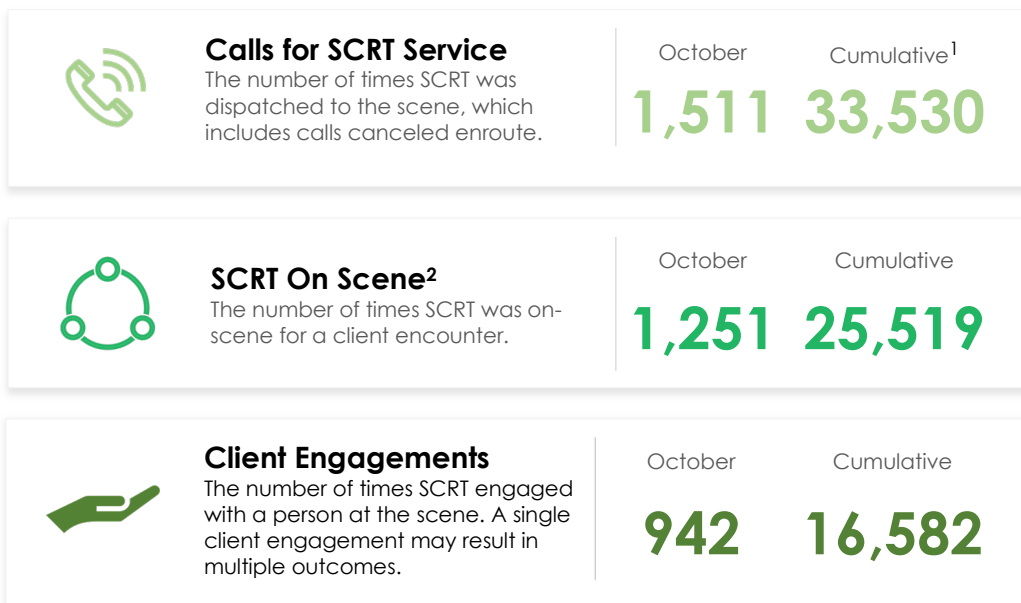 Calls for SCRT Service
The number of times SCRT was
dispatched to the scene, which
includes calls canceled enroute.
October
Cumulative¹
1,511
33,530
SCRT On Scene²
The number of times SCRT was on-
scene for a client encounter.
October
Cumulative
1,251
25,519
Client Engagements
The number of times SCRT engaged
with a person at the scene. A single
client engagement may result in
multiple outcomes.
October
Cumulative
942
16,582